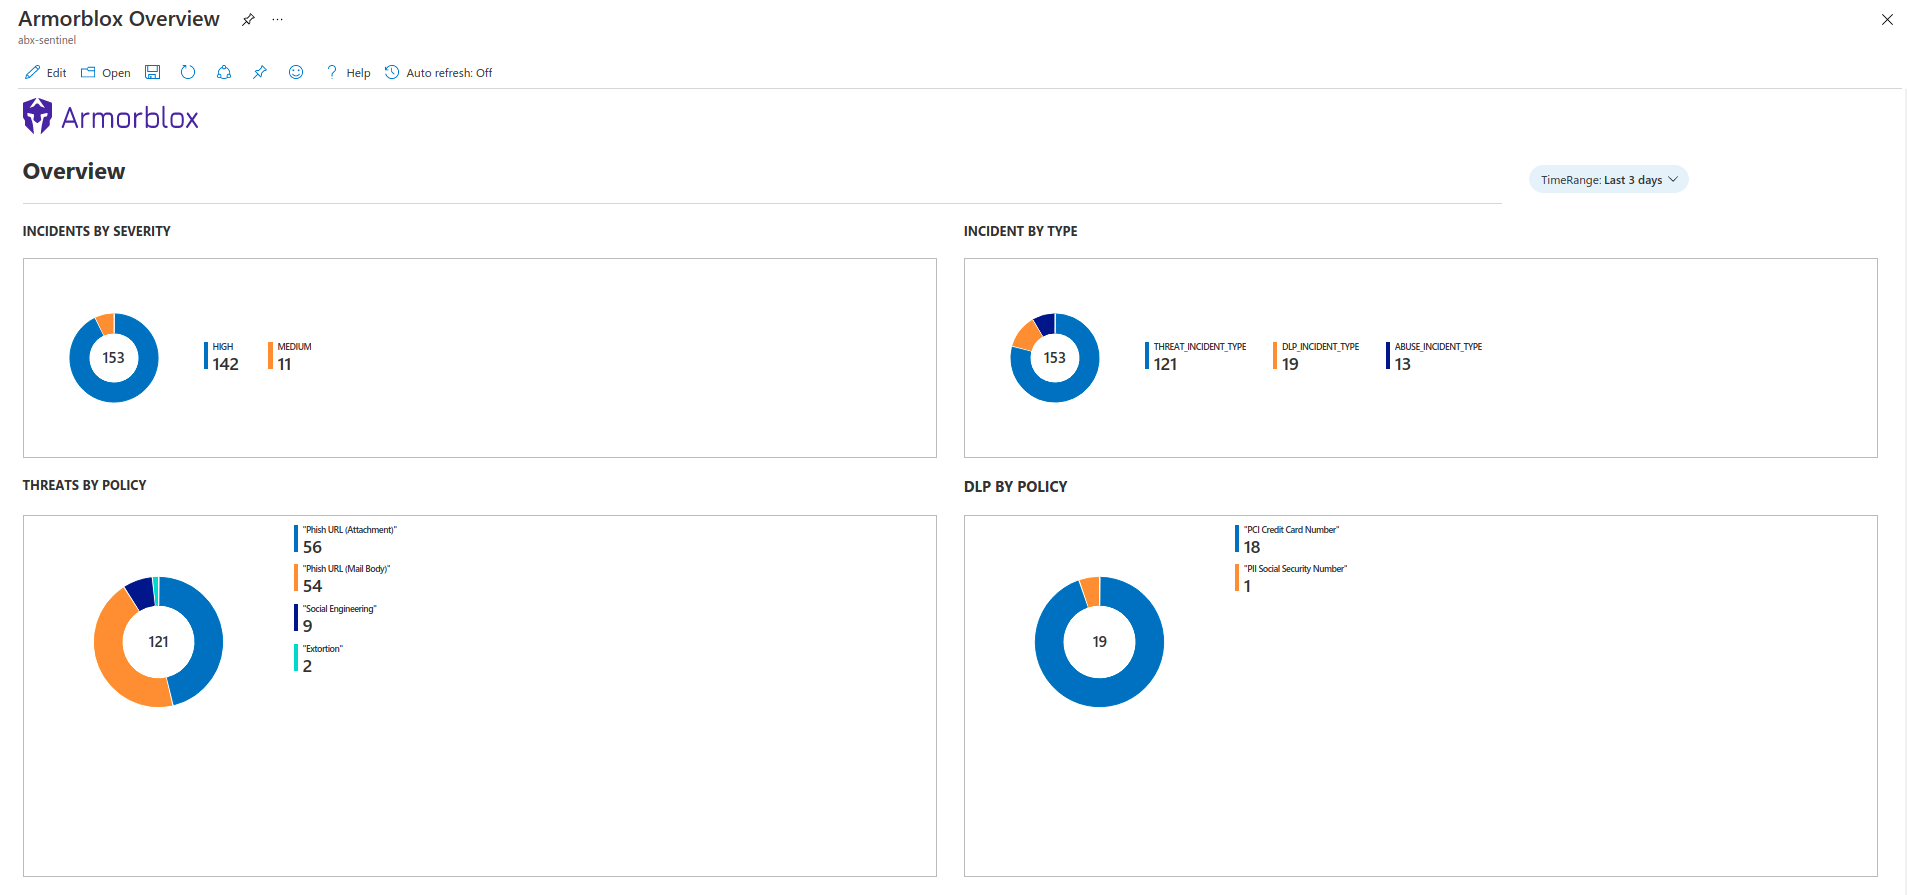 Armorblox Overview
abx-sentinel
Edit
Open
Help
Auto refresh: Off
Armorblox
Overview
TimeRange: Last 3 days
INCIDENTS BY SEVERITY
153
HIGH
142
MEDIUM
11
INCIDENT BY TYPE
153
THREAT_INCIDENT_TYPE
121
DLP_INCIDENT_TYPE
19
ABUSE_INCIDENT_TYPE
13
THREATS BY POLICY
121
"Phish URL (Attachment)"
56
"Phish URL (Mail Body)"
54
"Social Engineering"
9
"Extortion"
2
DLP BY POLICY
19
"PCI Credit Card Number"
18
"PII Social Security Number"
1